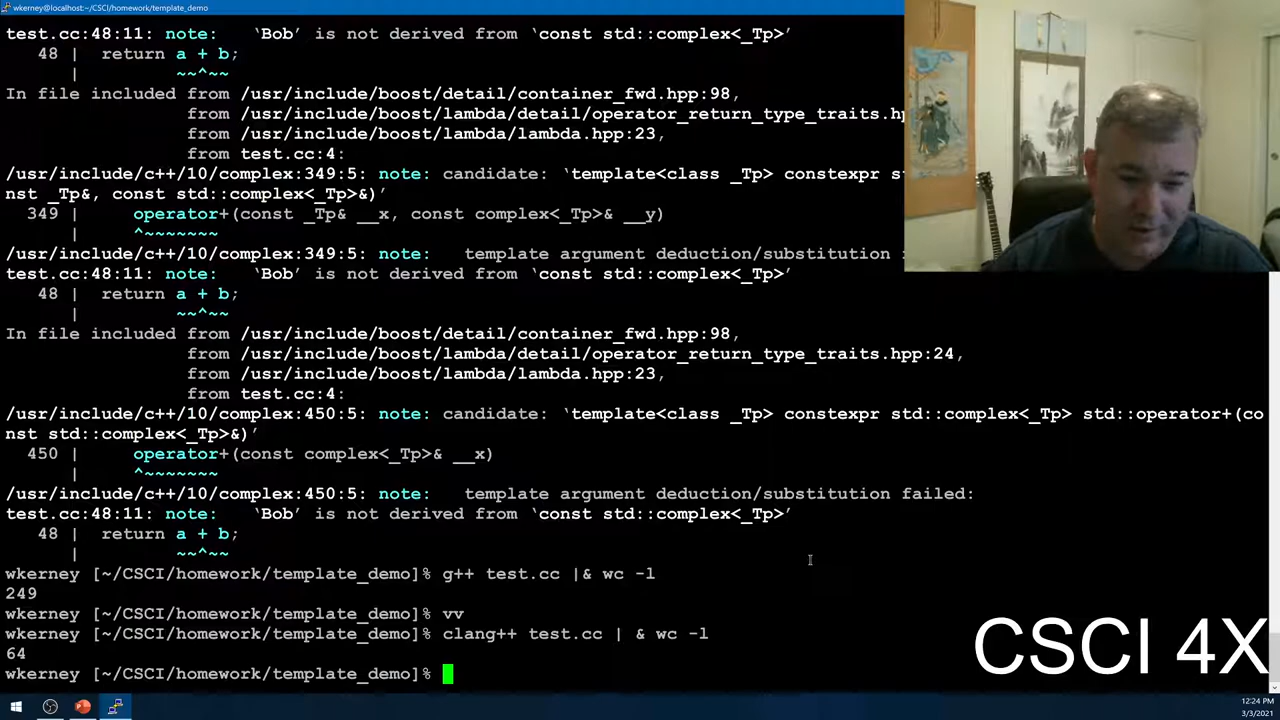 wkerney@localhost:~/CSCI/homework/template_demo
test.cc:48:11: note:   ‘Bob’ is not derived from ‘const std::complex<_Tp>’
   48 |  return a + b;
      |         ~~^~~
In file included from /usr/include/boost/detail/container_fwd.hpp:98,
                 from /usr/include/boost/lambda/detail/operator_return_type_traits.hp
                 from /usr/include/boost/lambda/lambda.hpp:23,
                 from test.cc:4:
/usr/include/c++/10/complex:349:5: note: candidate: ‘template<class _Tp> constexpr st
nst _Tp&, const std::complex<_Tp>&)’
  349 |     operator+(const _Tp& __x, const complex<_Tp>& __y)
      |     ^~~~~~~~
/usr/include/c++/10/complex:349:5: note:   template argument deduction/substitution
test.cc:48:11: note:   ‘Bob’ is not derived from ‘const std::complex<_Tp>’
   48 |  return a + b;
      |         ~~^~~
In file included from /usr/include/boost/detail/container_fwd.hpp:98,
                 from /usr/include/boost/lambda/detail/operator_return_type_traits.hpp:24,
                 from /usr/include/boost/lambda/lambda.hpp:23,
                 from test.cc:4:
/usr/include/c++/10/complex:450:5: note: candidate: ‘template<class _Tp> constexpr std::complex<_Tp> std::operator+(co
nst std::complex<_Tp>&)’
  450 |     operator+(const complex<_Tp>& __x)
      |     ^~~~~~~~
/usr/include/c++/10/complex:450:5: note:   template argument deduction/substitution failed:
test.cc:48:11: note:   ‘Bob’ is not derived from ‘const std::complex<_Tp>’
   48 |  return a + b;
      |         ~~^~~
wkerney [~/CSCI/homework/template_demo]% g++ test.cc |& wc -l
249
wkerney [~/CSCI/homework/template_demo]% vv
wkerney [~/CSCI/homework/template_demo]% clang++ test.cc | & wc -l
64
wkerney [~/CSCI/homework/template_demo]%
CSCI 4X
12:24 PM
3/3/2021